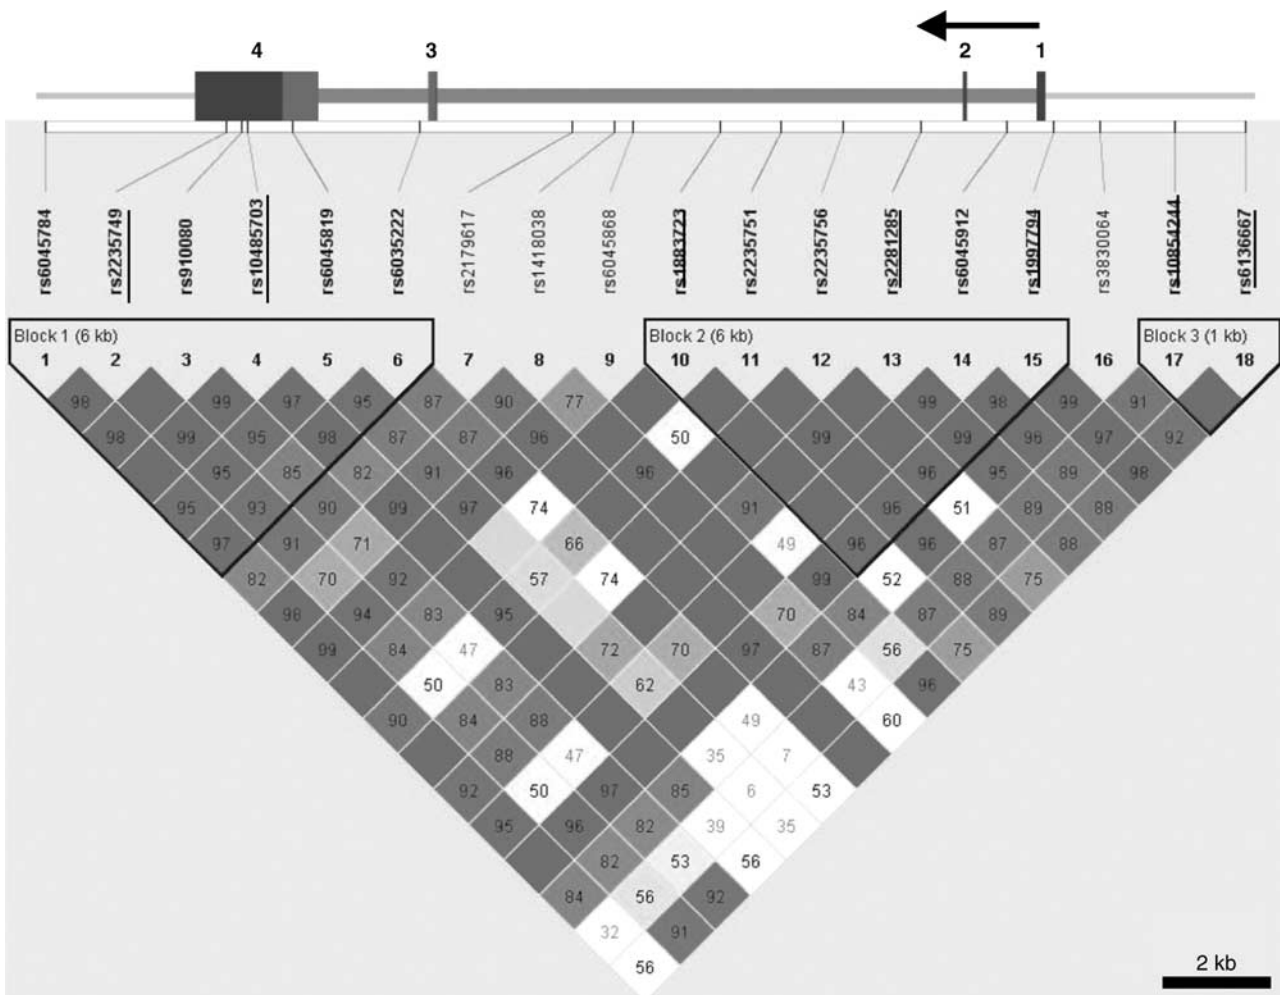 4 3 2 1
rs6045784
rs2235749
rs910080
rs10485703
rs6045819
rs6035222
rs2179617
rs1418038
rs6045868
rs1883723
rs2235751
rs2235756
rs2281285
rs6045912
rs1997794
rs3830064
rs10854244
rs6136667
Block 1 (6 kb) Block 2 (6 kb) Block 3 (1 kb)
1 2 3 4 5 6 7 8 9 10 11 12 13 14 15 16 17 18
98 99 97 95 87 90 77 99 98 99 91
98 99 95 98 87 87 96 50 99 99 96 97 92
95 85 82 91 96 96 96 95 89 98
95 93 90 99 97 74 91 96 51 89 88
97 91 71 66 49 96 96 87 88
82 70 92 57 74 99 52 88 75
98 94 83 95 70 84 87 89
99 84 47 72 70 97 87 56 75
50 83 62 43 96
90 84 88 49 60
88 47 35 7
92 50 97 85 6 53
95 96 82 39 35
82 53 56
84 56 92
32 91
56
2 kb